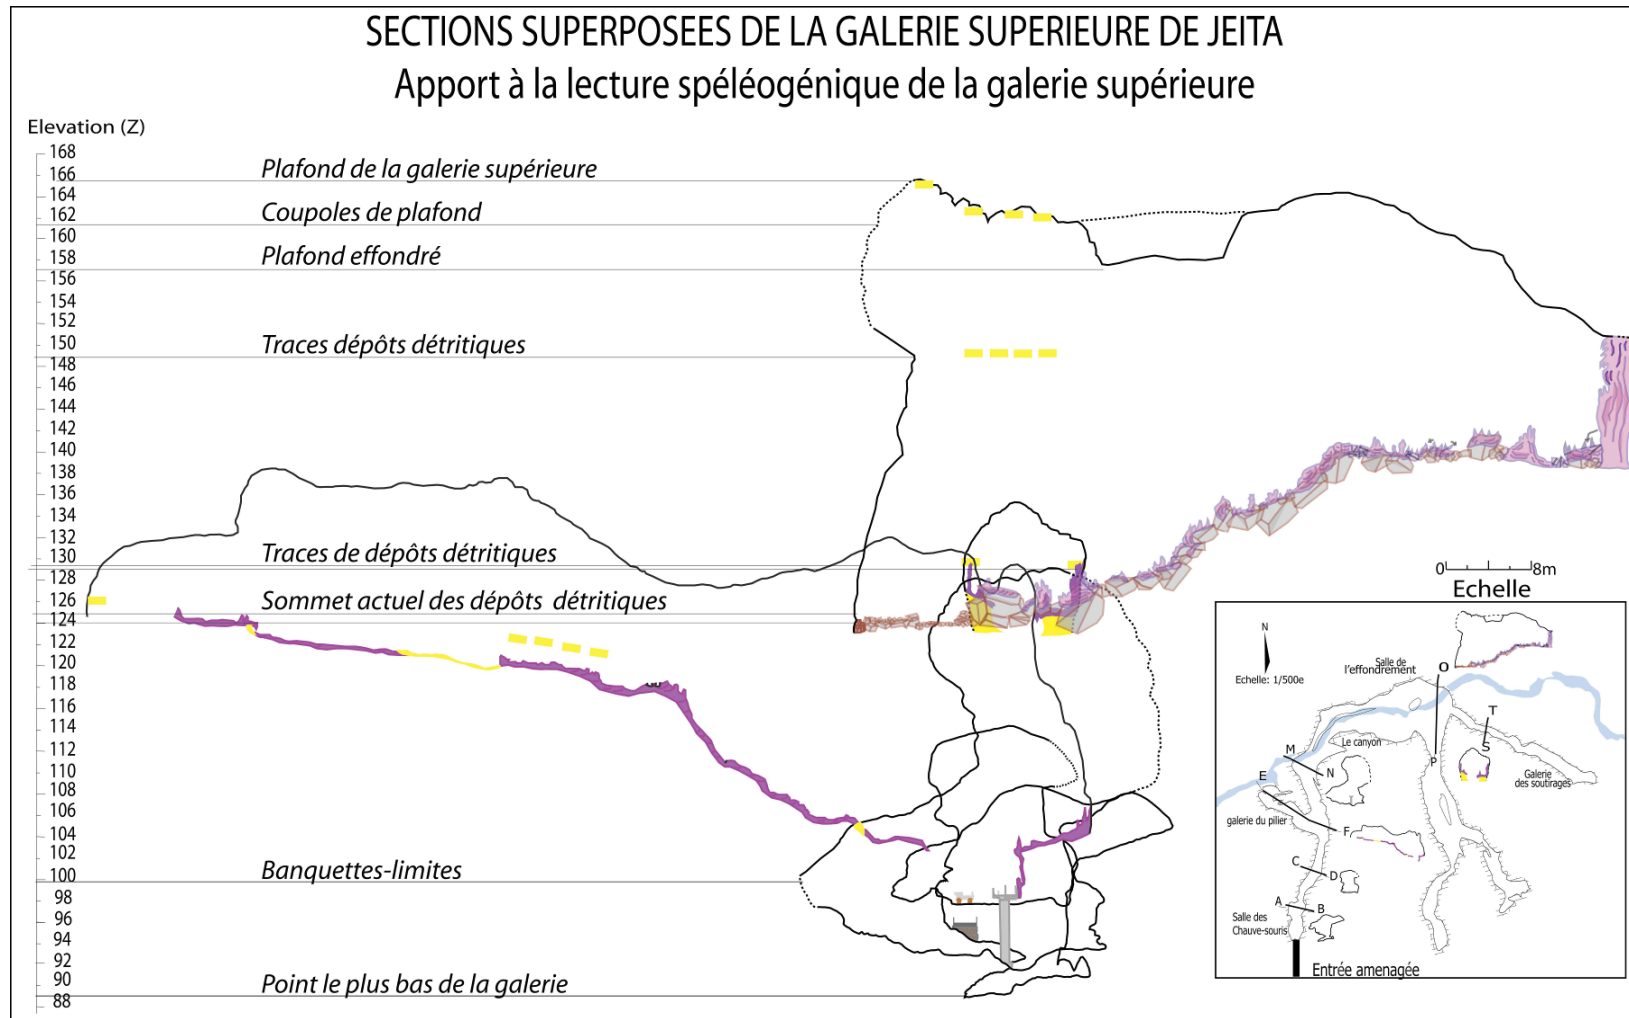 SECTIONS SUPERPOSEES DE LA GALERIE SUPERIEURE DE JEITA
Apport à la lecture spéléogénique de la galerie supérieure
Elevation (Z)
168
166
164
162
160
158
156
154
152
150
148
146
144
142
140
138
136
134
132
130
128
126
124
122
120
118
116
114
112
110
108
106
104
102
100
98
96
94
92
90
88
Plafond de la galerie supérieure
Coupoles de plafond
Plafond effondré
Traces dépôts détritiques
Traces de dépôts détritiques
Sommet actuel des dépôts détritiques
Banquettes-limites
Point le plus bas de la galerie
0 8m
Echelle
N
Echelle: 1/500e
Salle de
l'effondrement
O
T
S
P
M
N
Le canyon
E
Galerie
des soutirages
galerie du pilier
F
C
D
A
B
Salle des
Chauve-souris
Entrée amenagée